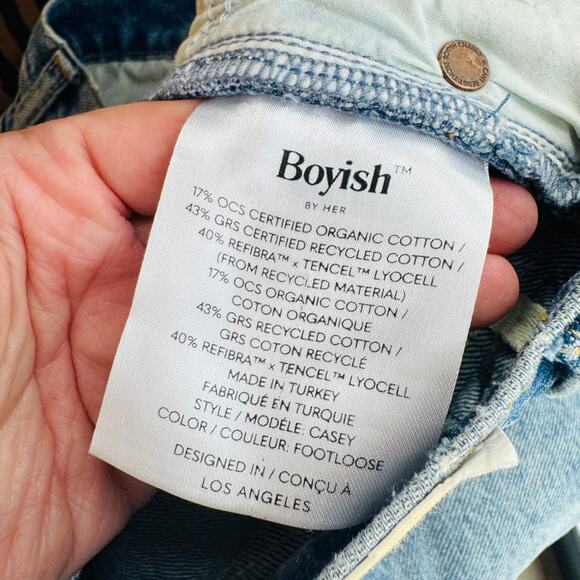 Boyish™
BY HER
17% OCS CERTIFIED ORGANIC COTTON /
43% GRS CERTIFIED RECYCLED COTTON /
40% REFIBRA™ x TENCEL™ LYOCELL
(FROM RECYCLED MATERIAL)
17% OCS ORGANIC COTTON /
COTON ORGANIQUE
43% GRS RECYCLED COTTON /
GRS COTON RECYCLÉ
40% REFIBRA™ x TENCEL™ LYOCELL
MADE IN TURKEY
FABRIQUÉ EN TURQUIE
STYLE / MODÈLE: CASEY
COLOR / COULEUR: FOOTLOOSE
DESIGNED IN / CONÇU À
LOS ANGELES